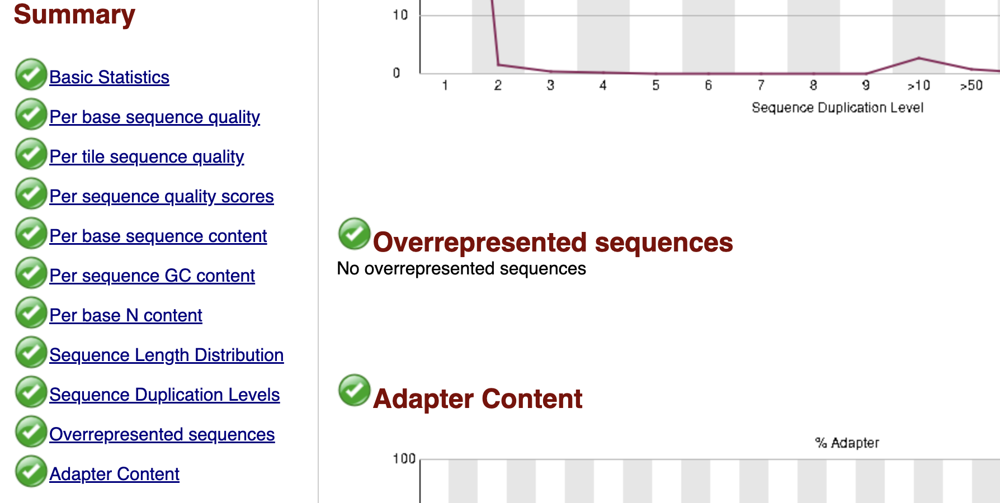 Summary
Basic Statistics
Per base sequence quality
Per tile sequence quality
Per sequence quality scores
Per base sequence content
Per sequence GC content
Per base N content
Sequence Length Distribution
Sequence Duplication Levels
Overrepresented sequences
Adapter Content
10
0
1 2 3 4 5 6 7 8 9 >10 >50
Sequence Duplication Level
Overrepresented sequences
No overrepresented sequences
Adapter Content
% Adapter
100